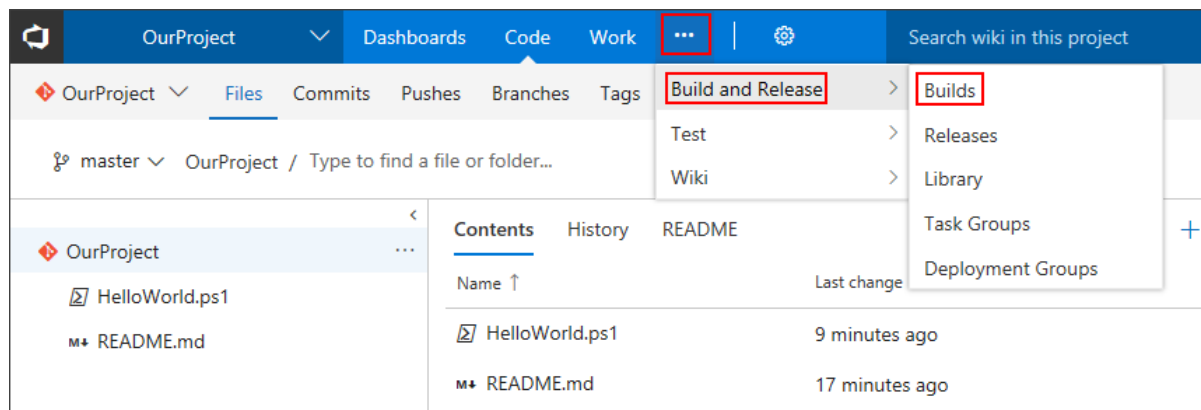 OurProject Dashboards Code Work ... Search wiki in this project
OurProject Files Commits Pushes Branches Tags Build and Release Builds
Test Releases
master OurProject / Type to find a file or folder...
Wiki Library
Contents History README Task Groups
OurProject ...
Name ↑ Last change Deployment Groups
HelloWorld.ps1
HelloWorld.ps1 9 minutes ago
M↓ README.md
M↓ README.md 17 minutes ago